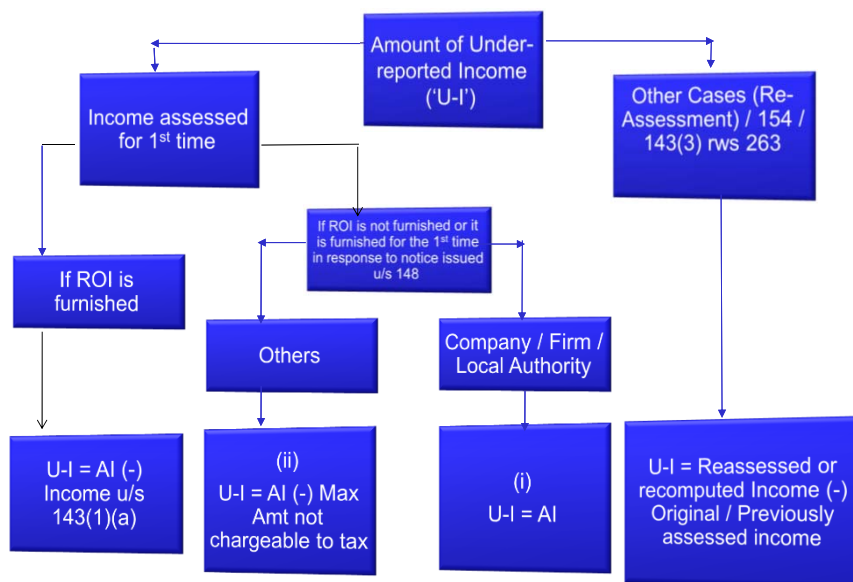 Amount of Under-
reported Income
(‘U-I’)
Income assessed
for 1st time
Other Cases (Re-
Assessment) / 154 /
143(3) rws 263
If ROI is not furnished or it
is furnished for the 1st time
in response to notice issued
u/s 148
If ROI is
furnished
Others
Company / Firm /
Local Authority
U-I = AI (-)
Income u/s
143(1)(a)
(ii)
U-I = AI (-) Max
Amt not
chargeable to tax
(i)
U-I = AI
U-I = Reassessed or
recomputed Income (-)
Original / Previously
assessed income